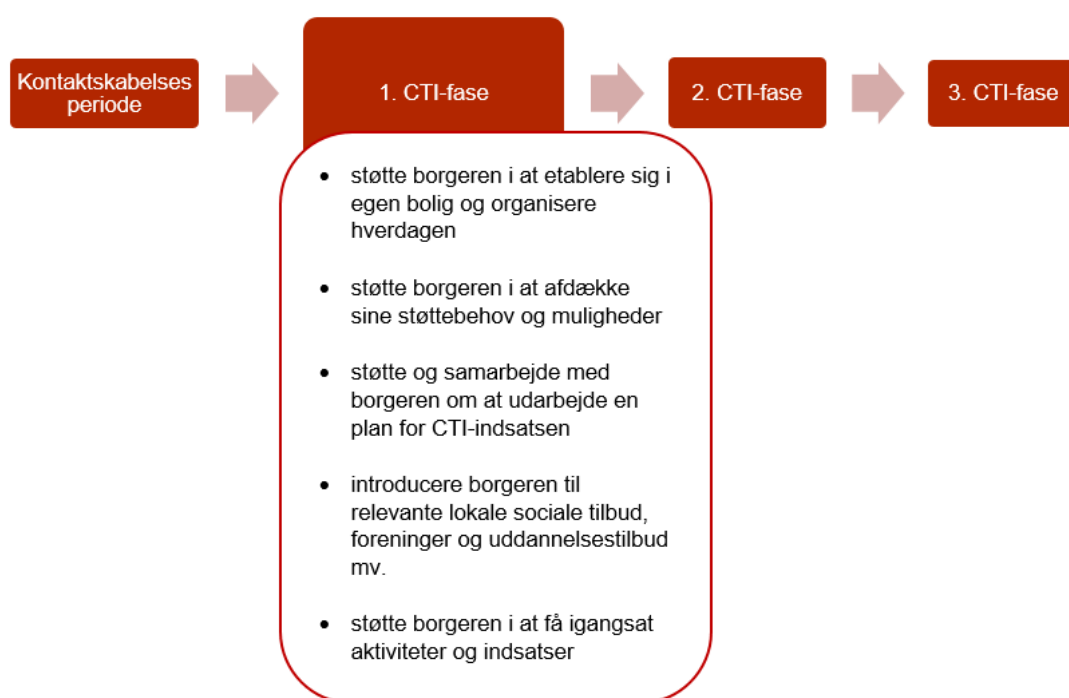 Kontaktskabelses
periode
1. CTI-fase
2. CTI-fase
3. CTI-fase
• støtte borgeren i at etablere sig i
egen bolig og organisere
hverdagen
• støtte borgeren i at afdække
sine støttebehov og muligheder
• støtte og samarbejde med
borgeren om at udarbejde en
plan for CTI-indsatsen
• introducere borgeren til
relevante lokale sociale tilbud,
foreninger og uddannelsestilbud
mv.
• støtte borgeren i at få igangsat
aktiviteter og indsatser